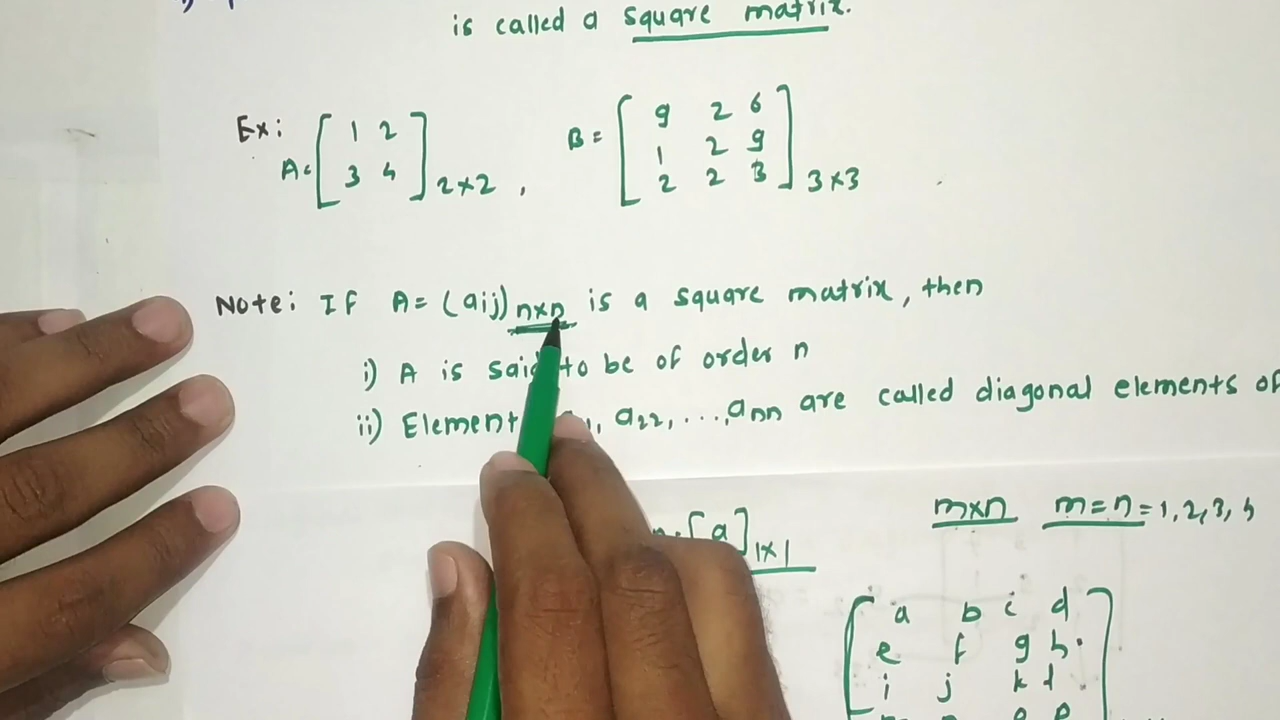 is called a square matrix.
Ex:
A= [ 1 2
3 4 ] 2×2 ,
B = [ 9 2 6
1 2 9
2 2 3 ] 3×3
Note: If A = (aij) n×n is a square matrix, then
i) A is said to be of order n
ii) Element , a22, ..., ann are called diagonal elements of
[a] 1×1
m×n m=n=1,2,3,4
[ a b c d
e f g h
i j k l